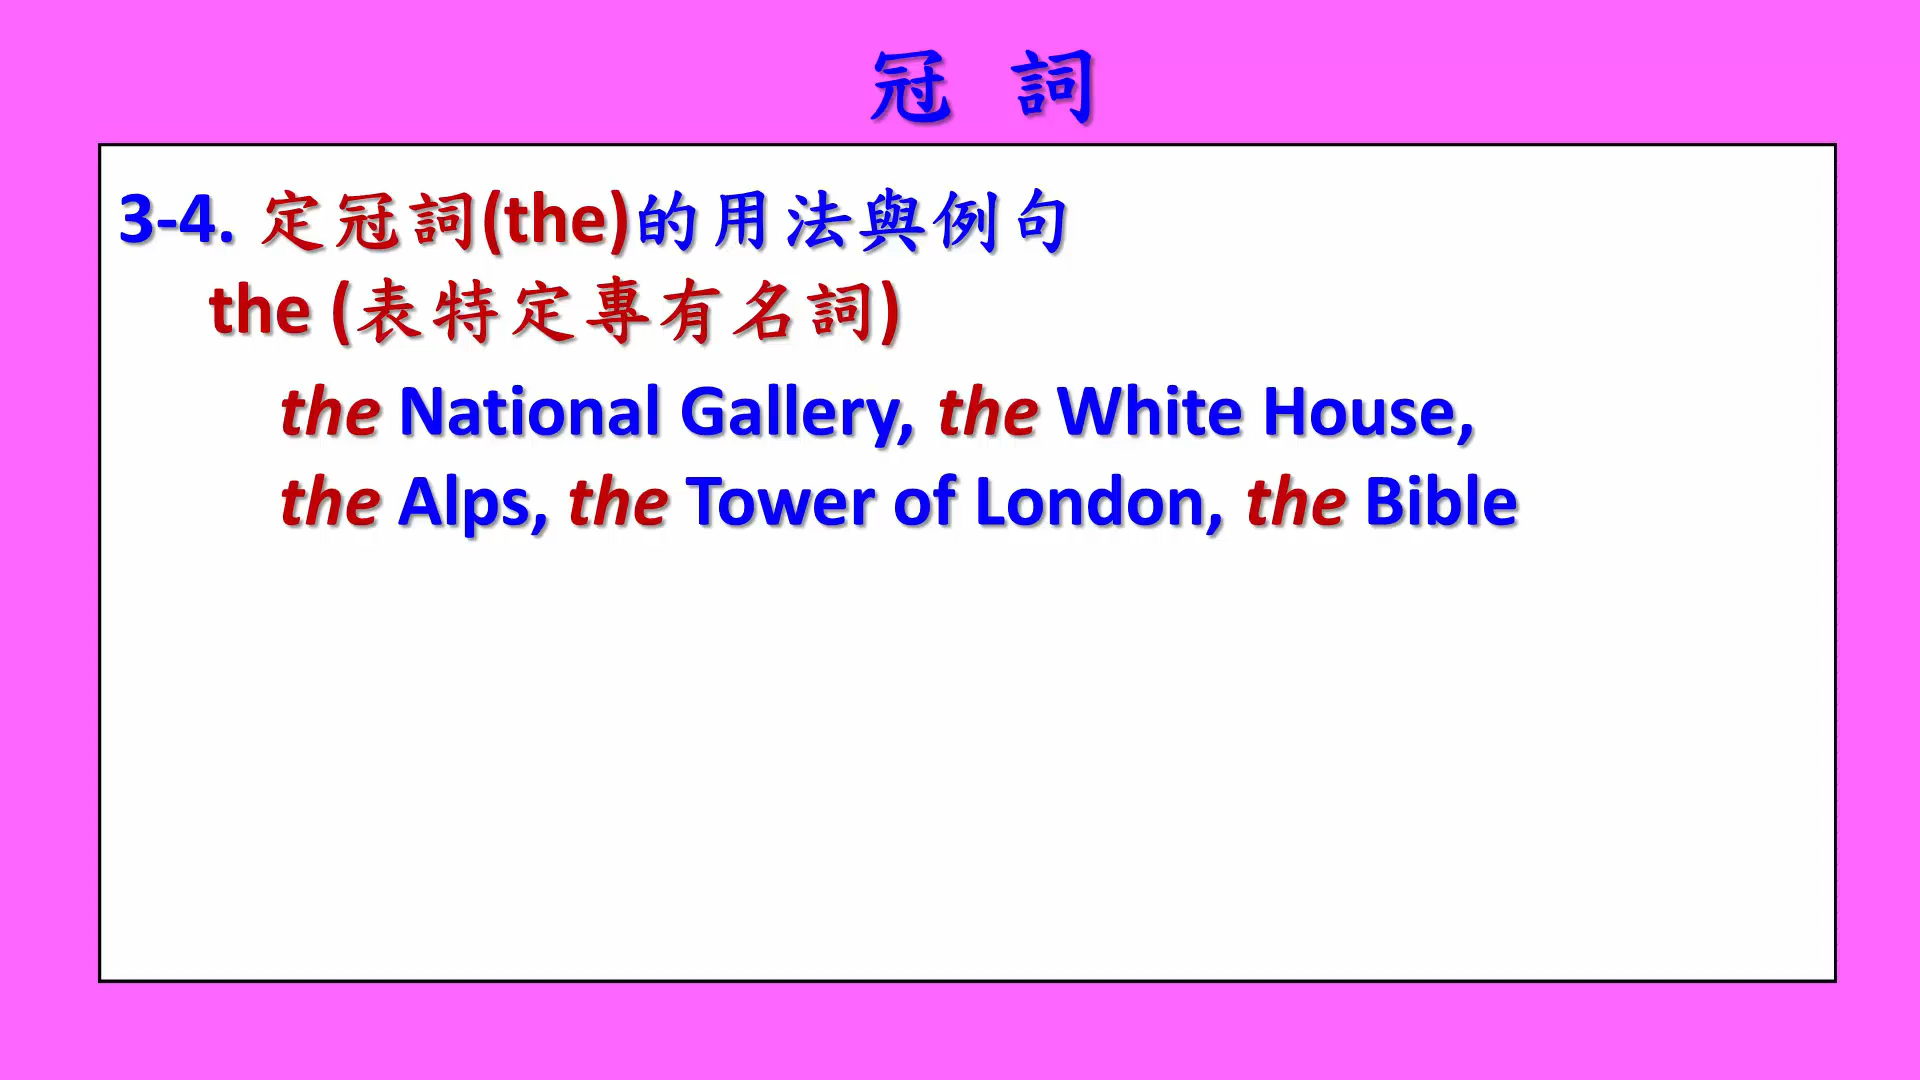 冠 詞
3-4. 定冠詞(the)的用法與例句
the (表特定專有名詞)
the National Gallery, the White House,
the Alps, the Tower of London, the Bible